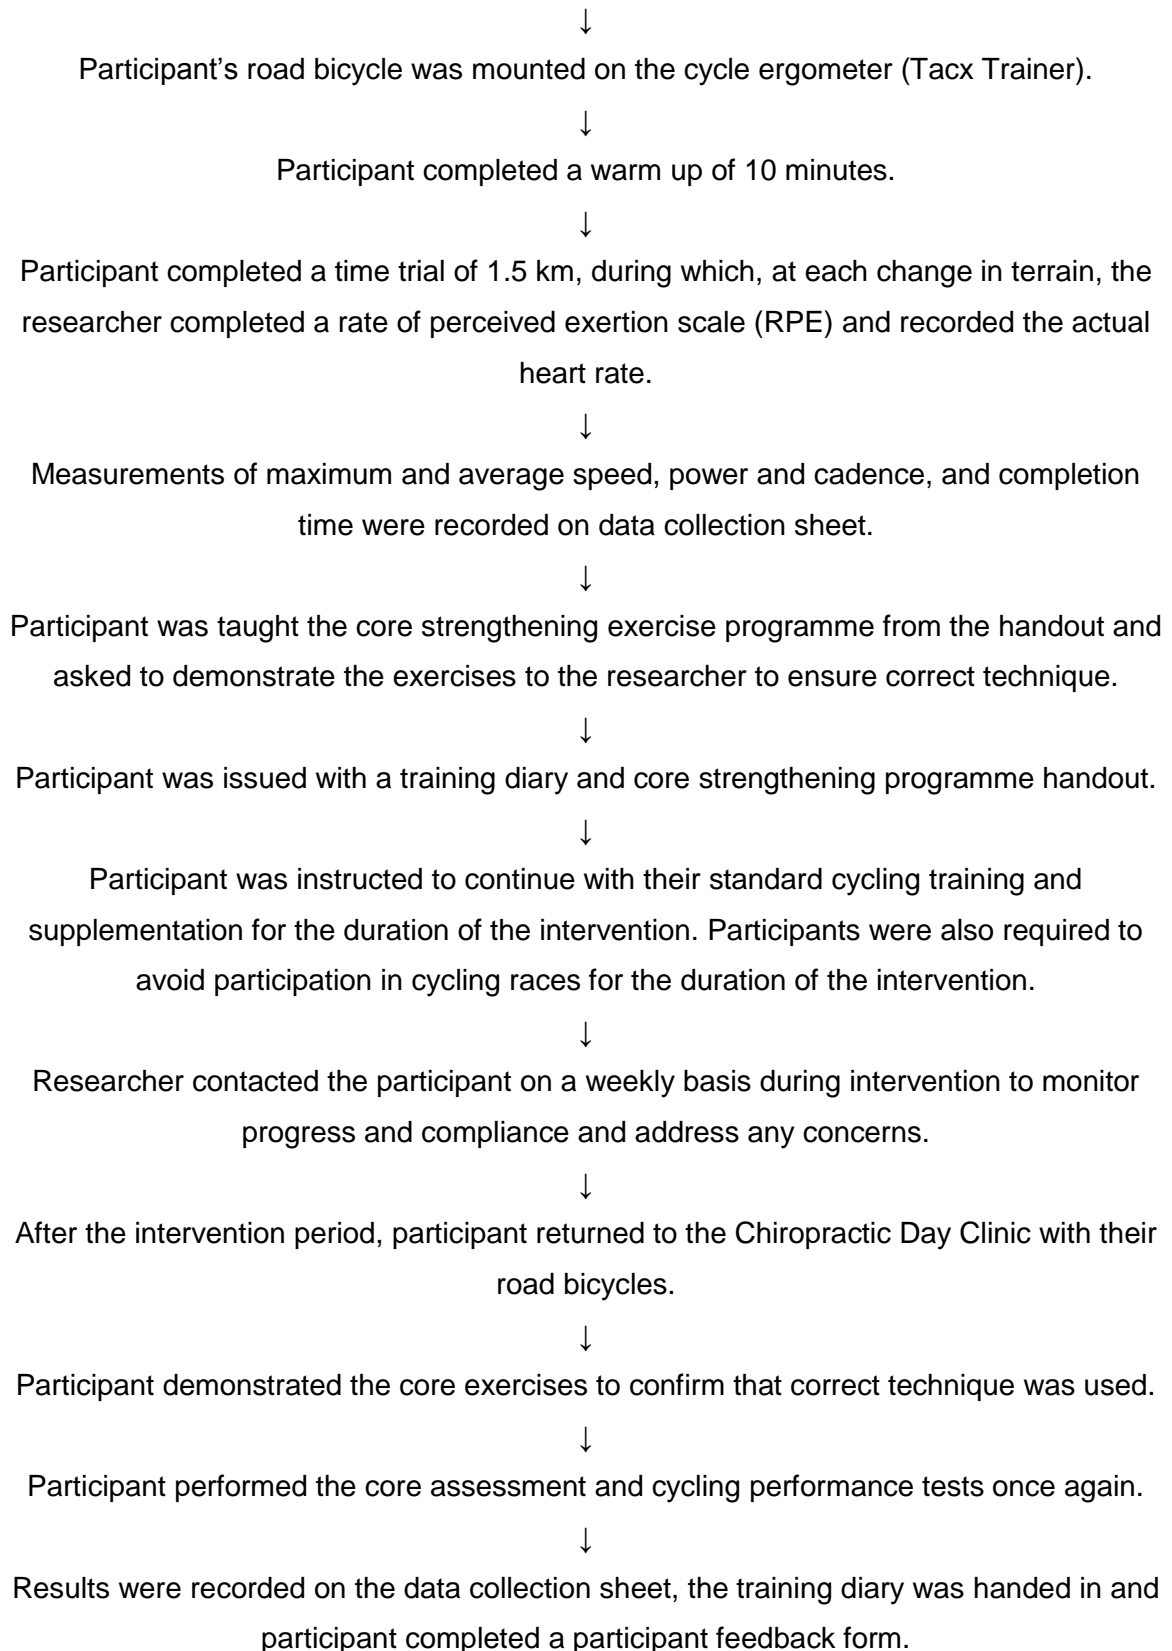 ↓
Participant’s road bicycle was mounted on the cycle ergometer (Tacx Trainer).
↓
Participant completed a warm up of 10 minutes.
↓
Participant completed a time trial of 1.5 km, during which, at each change in terrain, the
researcher completed a rate of perceived exertion scale (RPE) and recorded the actual
heart rate.
↓
Measurements of maximum and average speed, power and cadence, and completion
time were recorded on data collection sheet.
↓
Participant was taught the core strengthening exercise programme from the handout and
asked to demonstrate the exercises to the researcher to ensure correct technique.
↓
Participant was issued with a training diary and core strengthening programme handout.
↓
Participant was instructed to continue with their standard cycling training and
supplementation for the duration of the intervention. Participants were also required to
avoid participation in cycling races for the duration of the intervention.
↓
Researcher contacted the participant on a weekly basis during intervention to monitor
progress and compliance and address any concerns.
↓
After the intervention period, participant returned to the Chiropractic Day Clinic with their
road bicycles.
↓
Participant demonstrated the core exercises to confirm that correct technique was used.
↓
Participant performed the core assessment and cycling performance tests once again.
↓
Results were recorded on the data collection sheet, the training diary was handed in and
participant completed a participant feedback form.